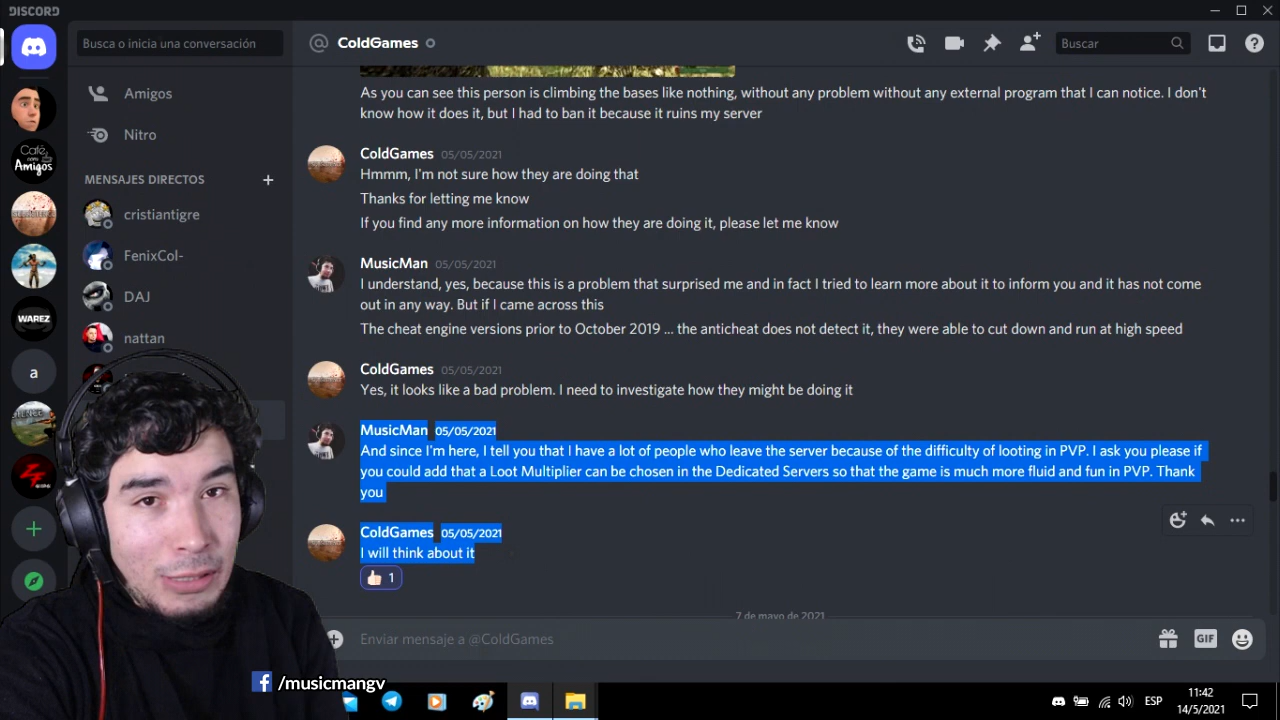 DISCORD
Busca o inicia una conversación
ColdGames
Buscar
Amigos
Nitro
MENSAJES DIRECTOS
cristiantigre
FenixCol-
DAJ
nattan
Café
Amigos
WAREZ
a
As you can see this person is climbing the bases like nothing, without any problem without any external program that I can notice. I don't
know how it does it, but I had to ban it because it ruins my server
ColdGames 05/05/2021
Hmmm, I'm not sure how they are doing that
Thanks for letting me know
If you find any more information on how they are doing it, please let me know
MusicMan 05/05/2021
I understand, yes, because this is a problem that surprised me and in fact I tried to learn more about it to inform you and it has not come
out in any way. But if I came across this
The cheat engine versions prior to October 2019 ... the anticheat does not detect it, they were able to cut down and run at high speed
ColdGames 05/05/2021
Yes, it looks like a bad problem. I need to investigate how they might be doing it
MusicMan 05/05/2021
And since I'm here, I tell you that I have a lot of people who leave the server because of the difficulty of looting in PVP. I ask you please if
you could add that a Loot Multiplier can be chosen in the Dedicated Servers so that the game is much more fluid and fun in PVP. Thank
you
ColdGames 05/05/2021
I will think about it
1
7 de mayo de 2021
Enviar mensaje a @ColdGames
GIF
/musicmangv
ESP
11:42
14/5/2021